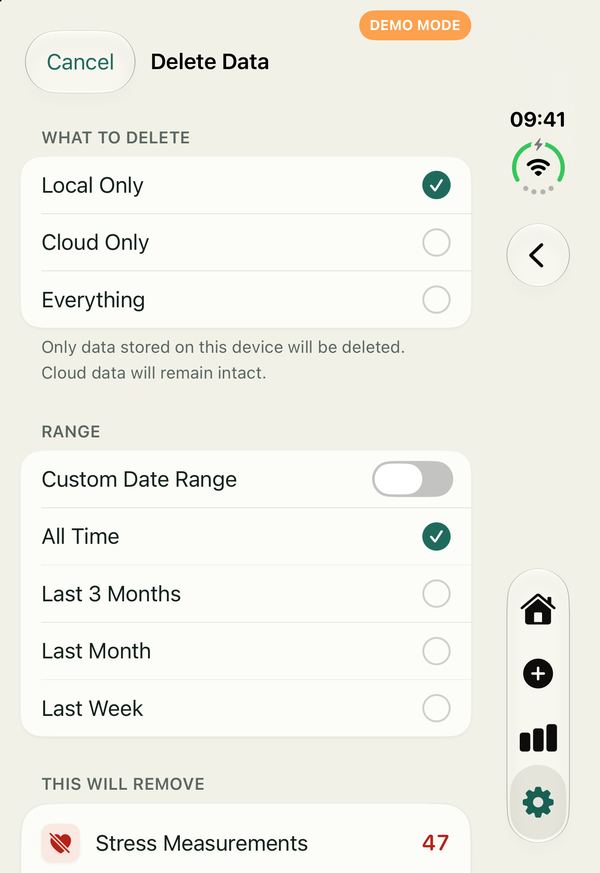 DEMO MODE
Cancel
Delete Data
09:41
WHAT TO DELETE
Local Only
Cloud Only
Everything
Only data stored on this device will be deleted.
Cloud data will remain intact.
RANGE
Custom Date Range
All Time
Last 3 Months
Last Month
Last Week
THIS WILL REMOVE
Stress Measurements
47